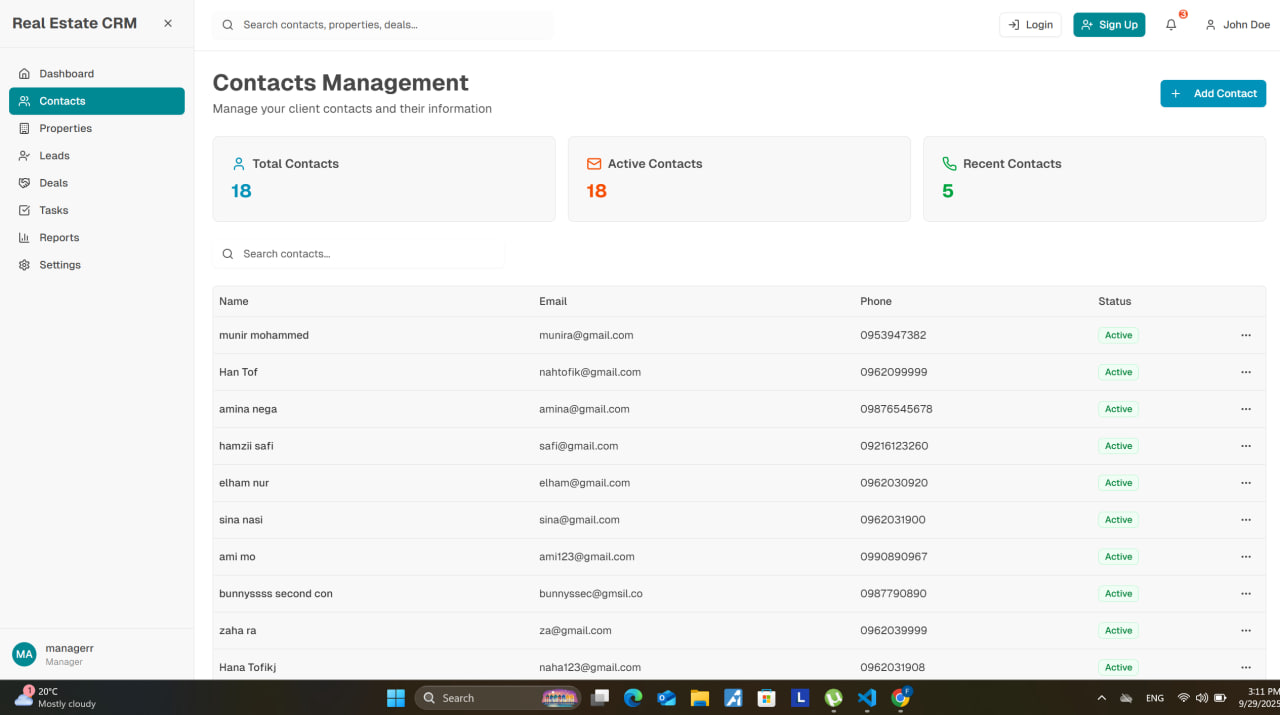 Real Estate CRM
Search contacts, properties, deals...
Login
Sign Up
3
John Doe
Dashboard
Contacts
Properties
Leads
Deals
Tasks
Reports
Settings
Contacts Management
Manage your client contacts and their information
Add Contact
Total Contacts
18
Active Contacts
18
Recent Contacts
5
Search contacts...
Name Email Phone Status
munir mohammed munira@gmail.com 0953947382 Active
Han Tof nahtofik@gmail.com 0962099999 Active
amina nega amina@gmail.com 09876545678 Active
hamzii safi safi@gmail.com 09216123260 Active
elham nur elham@gmail.com 0962030920 Active
sina nasi sina@gmail.com 0962031900 Active
ami mo ami123@gmail.com 0990890967 Active
bunnyssss second con bunnyssec@gmsil.co 0987790890 Active
zaha ra za@gmail.com 0962039999 Active
Hana Tofikj naha123@gmail.com 0962031908 Active
MA
managerr
Manager
1
20°C
Mostly cloudy
Search
L
F
ENG
3:11 PM
9/29/2025